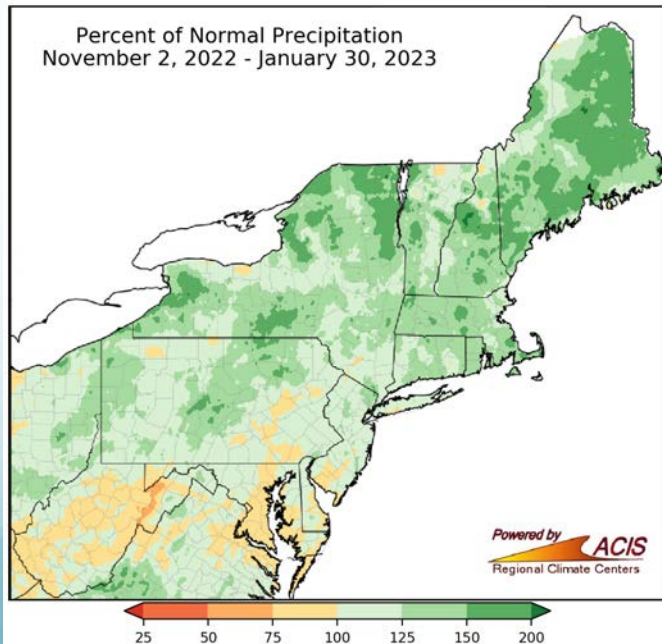 Percent of Normal Precipitation
November 2, 2022 - January 30, 2023
Powered by
ACIS
Regional Climate Centers
25 50 75 100 125 150 200